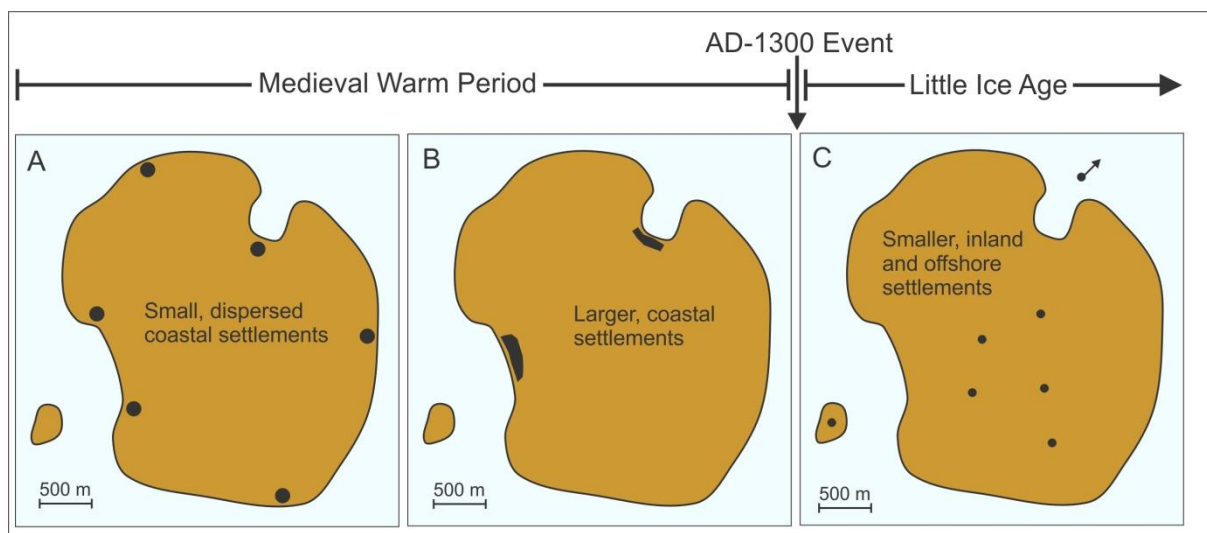 AD-1300 Event
Medieval Warm Period
Little Ice Age
A
Small, dispersed
coastal settlements
500 m
B
Larger, coastal
settlements
500 m
C
Smaller, inland
and offshore
settlements
500 m